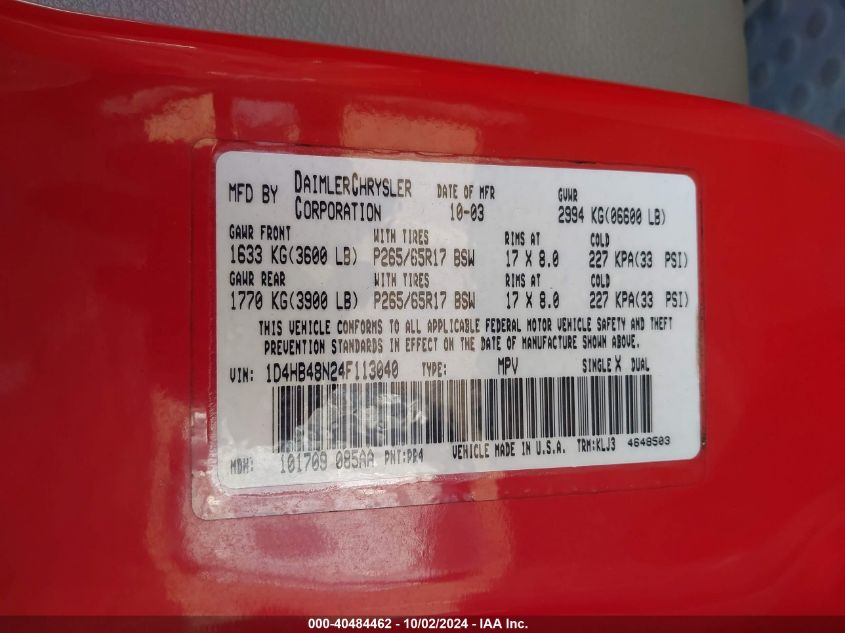 MFD BY DAIMLERCHRYSLER CORPORATION DATE OF MFR 10-03 GVWR 2994 KG(06600 LB)
GAWR FRONT WITH TIRES RIMS AT COLD
1633 KG(3600 LB) P265/65R17 BSW 17 X 8.0 227 KPA(33 PSI)
GAWR REAR WITH TIRES RIMS AT COLD
1770 KG(3900 LB) P265/65R17 BSW 17 X 8.0 227 KPA(33 PSI)
THIS VEHICLE CONFORMS TO ALL APPLICABLE FEDERAL MOTOR VEHICLE SAFETY AND THEFT
PREVENTION STANDARDS IN EFFECT ON THE DATE OF MANUFACTURE SHOWN ABOVE.
VIN: 1D4HB48N24F113040 TYPE: MPV SINGLE X DUAL
MDH: 101709 085AA PNT:PR4 VEHICLE MADE IN U.S.A. TRM:KLJ3 4648503
000-40484462 - 10/02/2024 - IAA Inc.